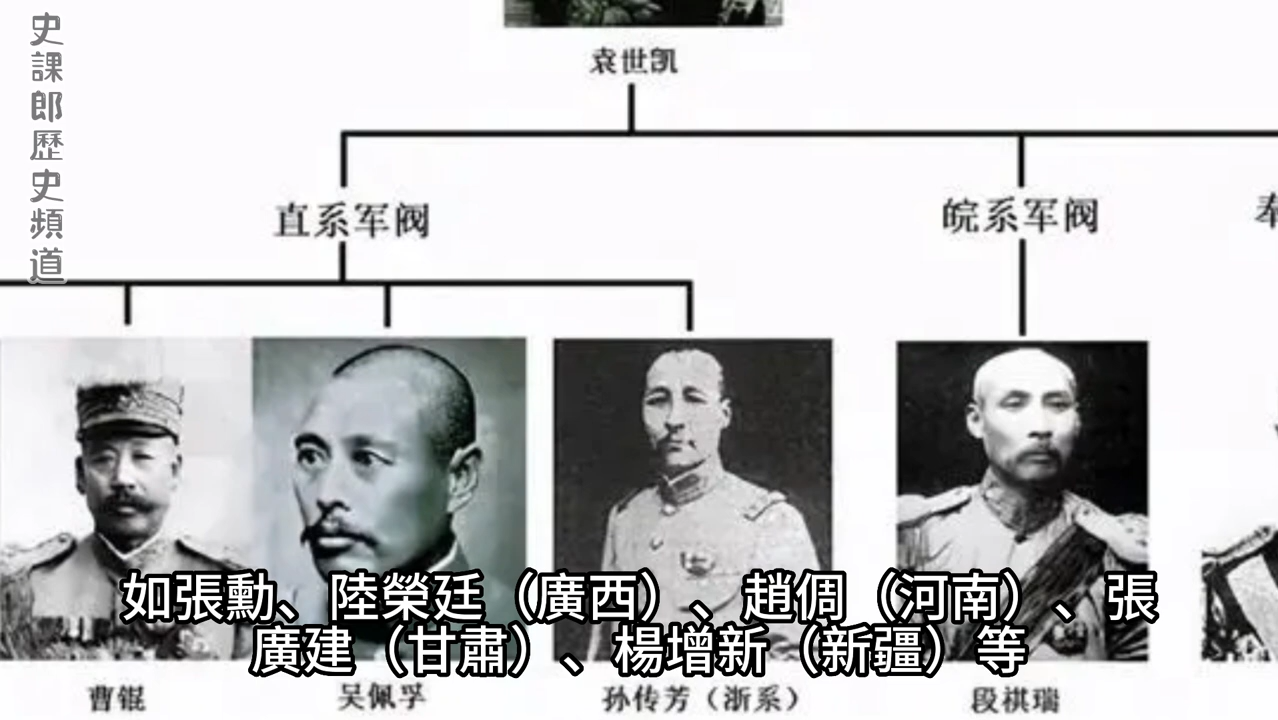 史課郎歷史頻道
袁世凯
直系军阀
皖系军阀
奉
如張勳、陸榮廷（廣西）、趙倜（河南）、張
廣建（甘肅）、楊增新（新疆）等
曹锟
吴佩孚
孙传芳（浙系）
段祺瑞